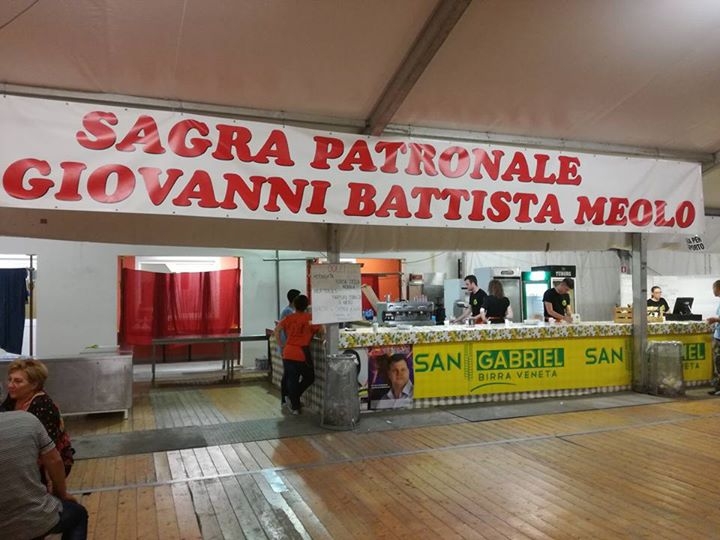 SAGRA PATRONALE
GIOVANNI BATTISTA MEOLO
TUBORG
SAN GABRIEL SAN GABRIEL
BIRRA VENETA